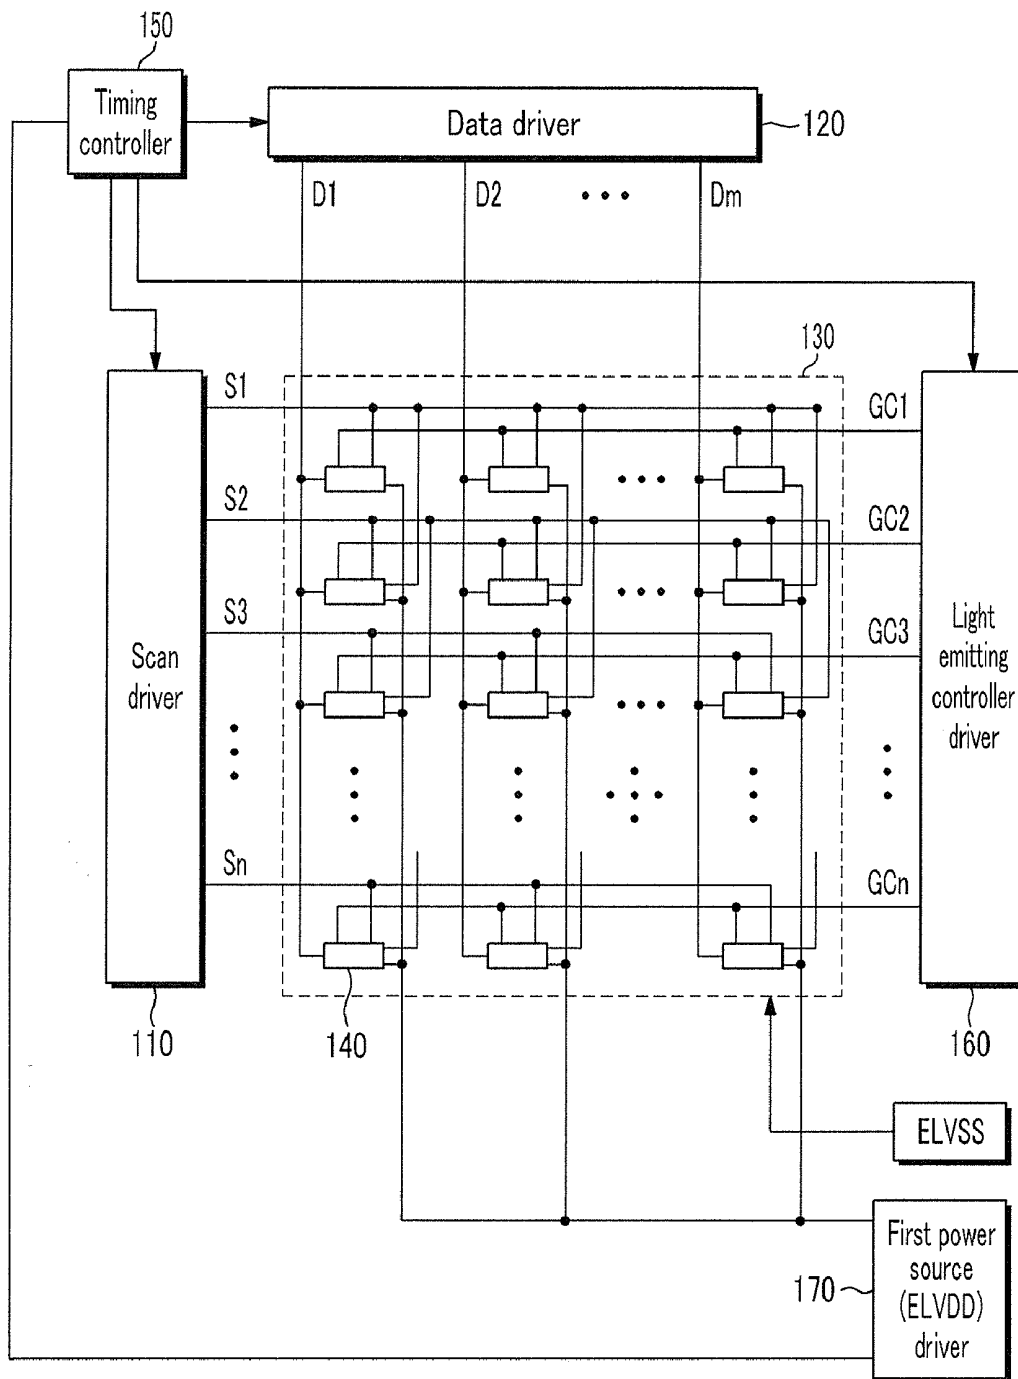 150
Timing
controller
Data driver
120
D1
D2
Dm
130
S1
GC1
S2
GC2
S3
GC3
Scan
driver
Light
emitting
controller
driver
Sn
GCn
110
140
160
ELVSS
First power
source
(ELVDD)
driver
170